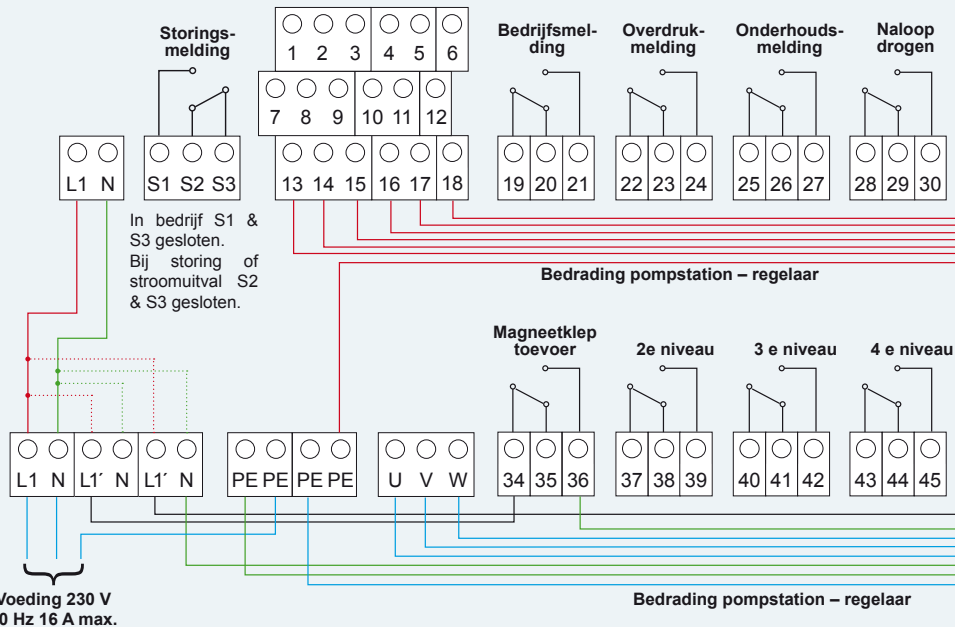 Storings-
melding
1 2 3 4 5 6
7 8 9 10 11 12
13 14 15 16 17 18
Bedrijfsmel-
ding
Overdruk-
melding
Onderhouds-
melding
Naloop
drogen
L1 N
S1 S2 S3
19 20 21
22 23 24
25 26 27
28 29 30
In bedrijf S1 &
S3 gesloten.
Bij storing of
stroomuitval S2
& S3 gesloten.
Bedrading pompstation – regelaar
Magneetklep
toevoer
2e niveau
3 e niveau
4 e niveau
L1 N L1´ N L1' N
PE PE PE PE
U V W
34 35 36
37 38 39
40 41 42
43 44 45
Voeding 230 V
0 Hz 16 A max.
Bedrading pompstation – regelaar